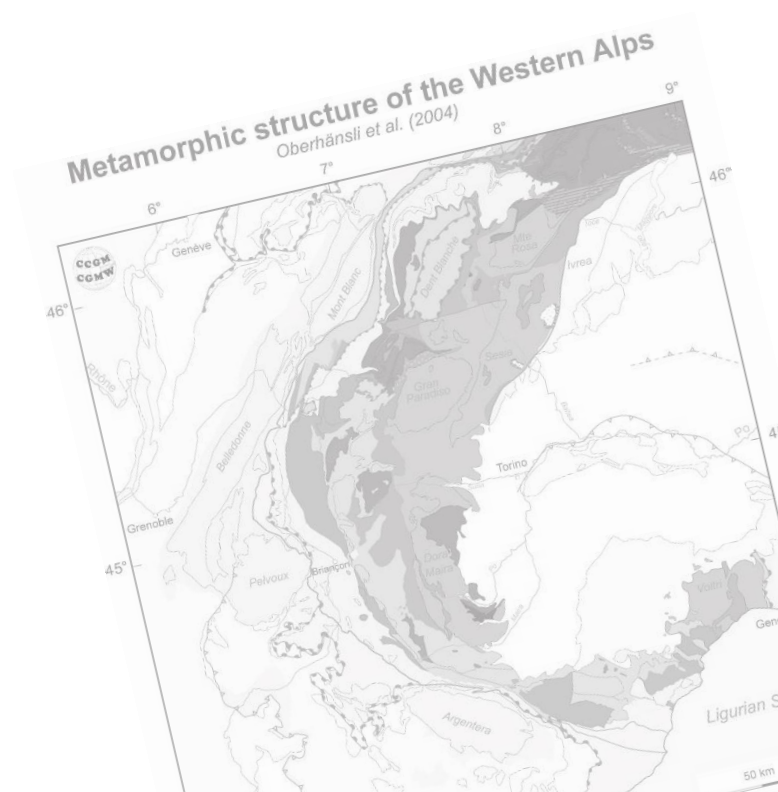 Metamorphic structure of the Western Alps
Oberhänsli et al. (2004)
6°
7°
8°
9°
CCGM
CGMW
Genève
46°
46°
Mont Blanc
Dent Blanche
Mte
Rosa
Ivrea
Rhône
Belledonne
Sesia
Gran
Paradiso
Torino
Po
Grenoble
45°
Briançon
Pelvoux
Dora
Maira
Voltri
Argentera
Ligurian S
Gen
50 km